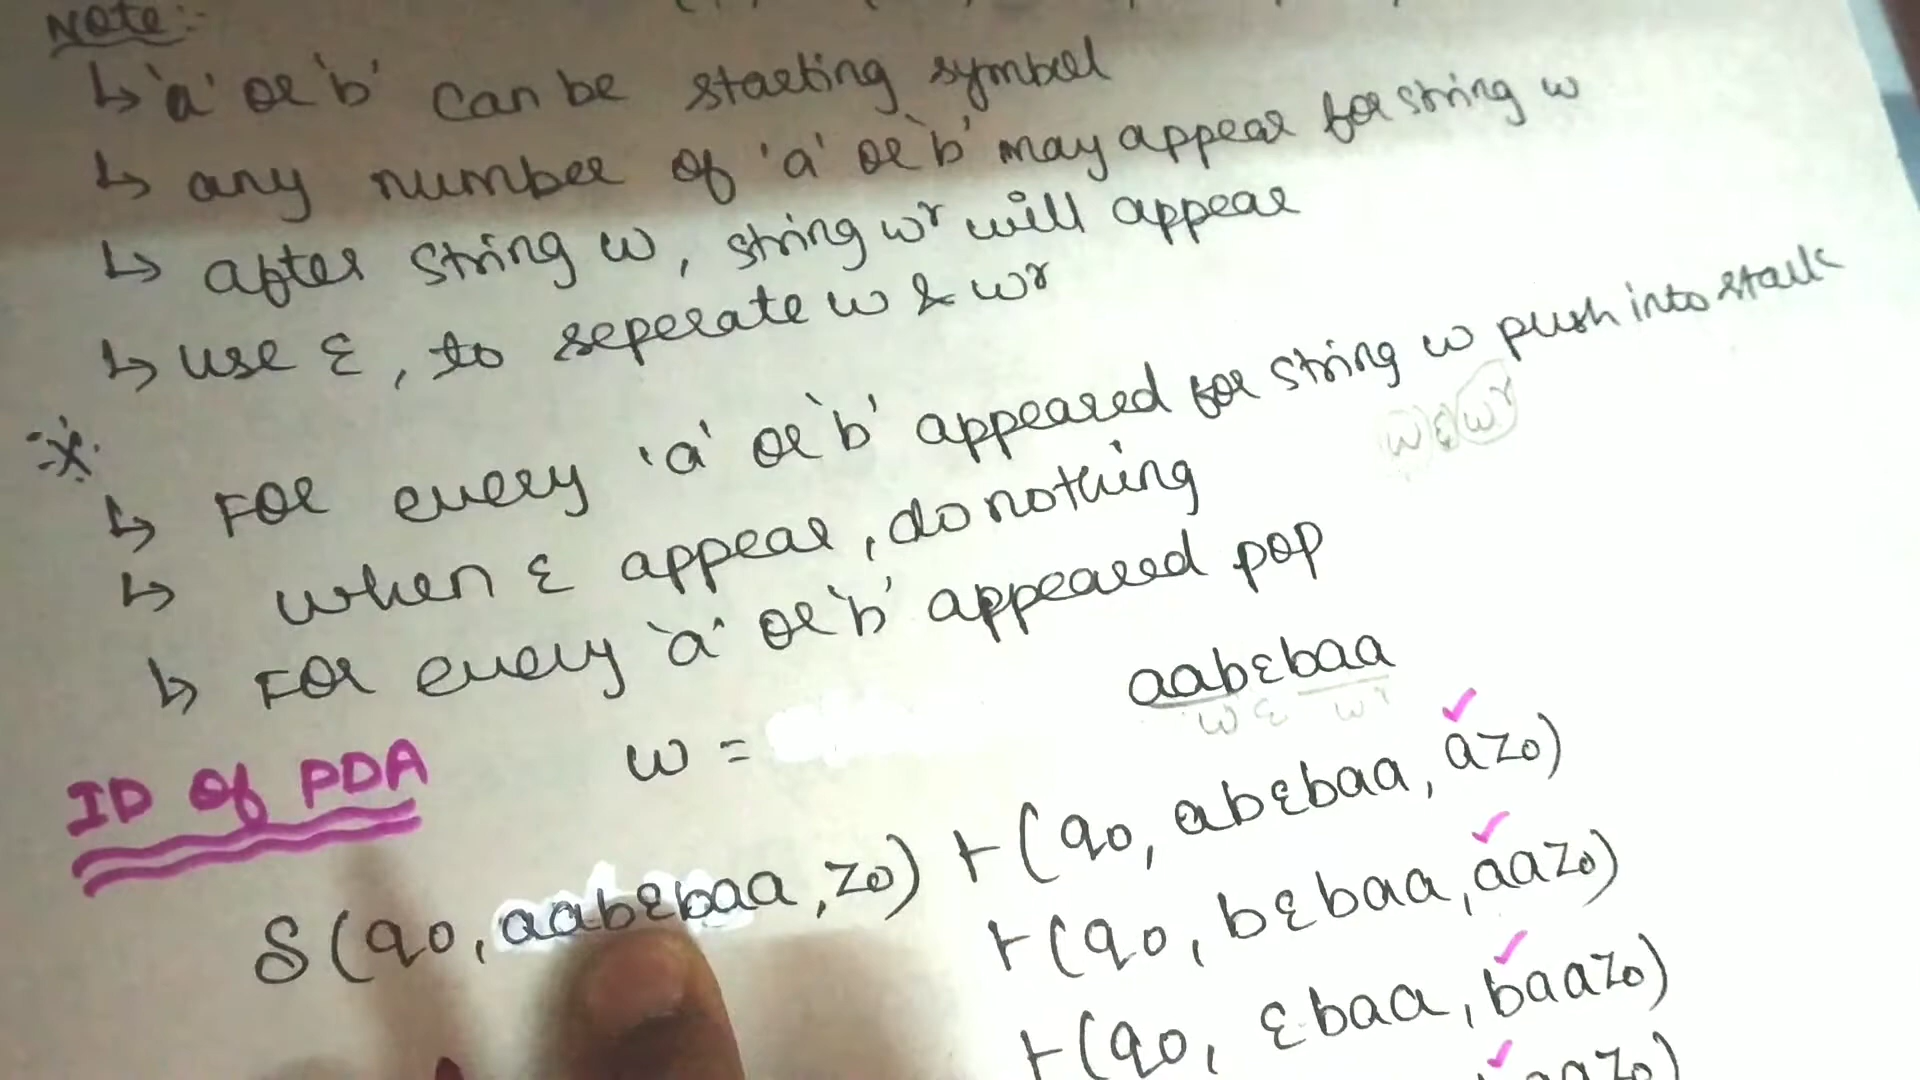 Note:-
↳ 'a' or 'b' can be starting symbol
↳ any number of 'a' or 'b' may appear for string w
↳ after string w, string wʳ will appear
↳ use ε, to seperate w & wʳ
↳ For every 'a' or 'b' appeared for string w push into stack
w ε wʳ
↳ when ε appear, do nothing
↳ For every 'a' or 'b' appeared pop
w = aabεbaa
w ε wʳ
ID of PDA
δ(q0, aabεbaa, z0) ⊢ (q0, abεbaa, az0)
⊢ (q0, bεbaa, aaz0)
⊢ (q0, εbaa, baaz0)